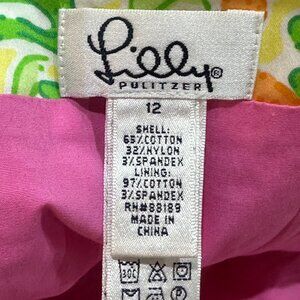 Lilly®
PULITZER
12
SHELL:
65%COTTON
32%NYLON
3%SPANDEX
LINING:
97%COTTON
3%SPANDEX
RN#88189
MADE IN
CHINA
30C